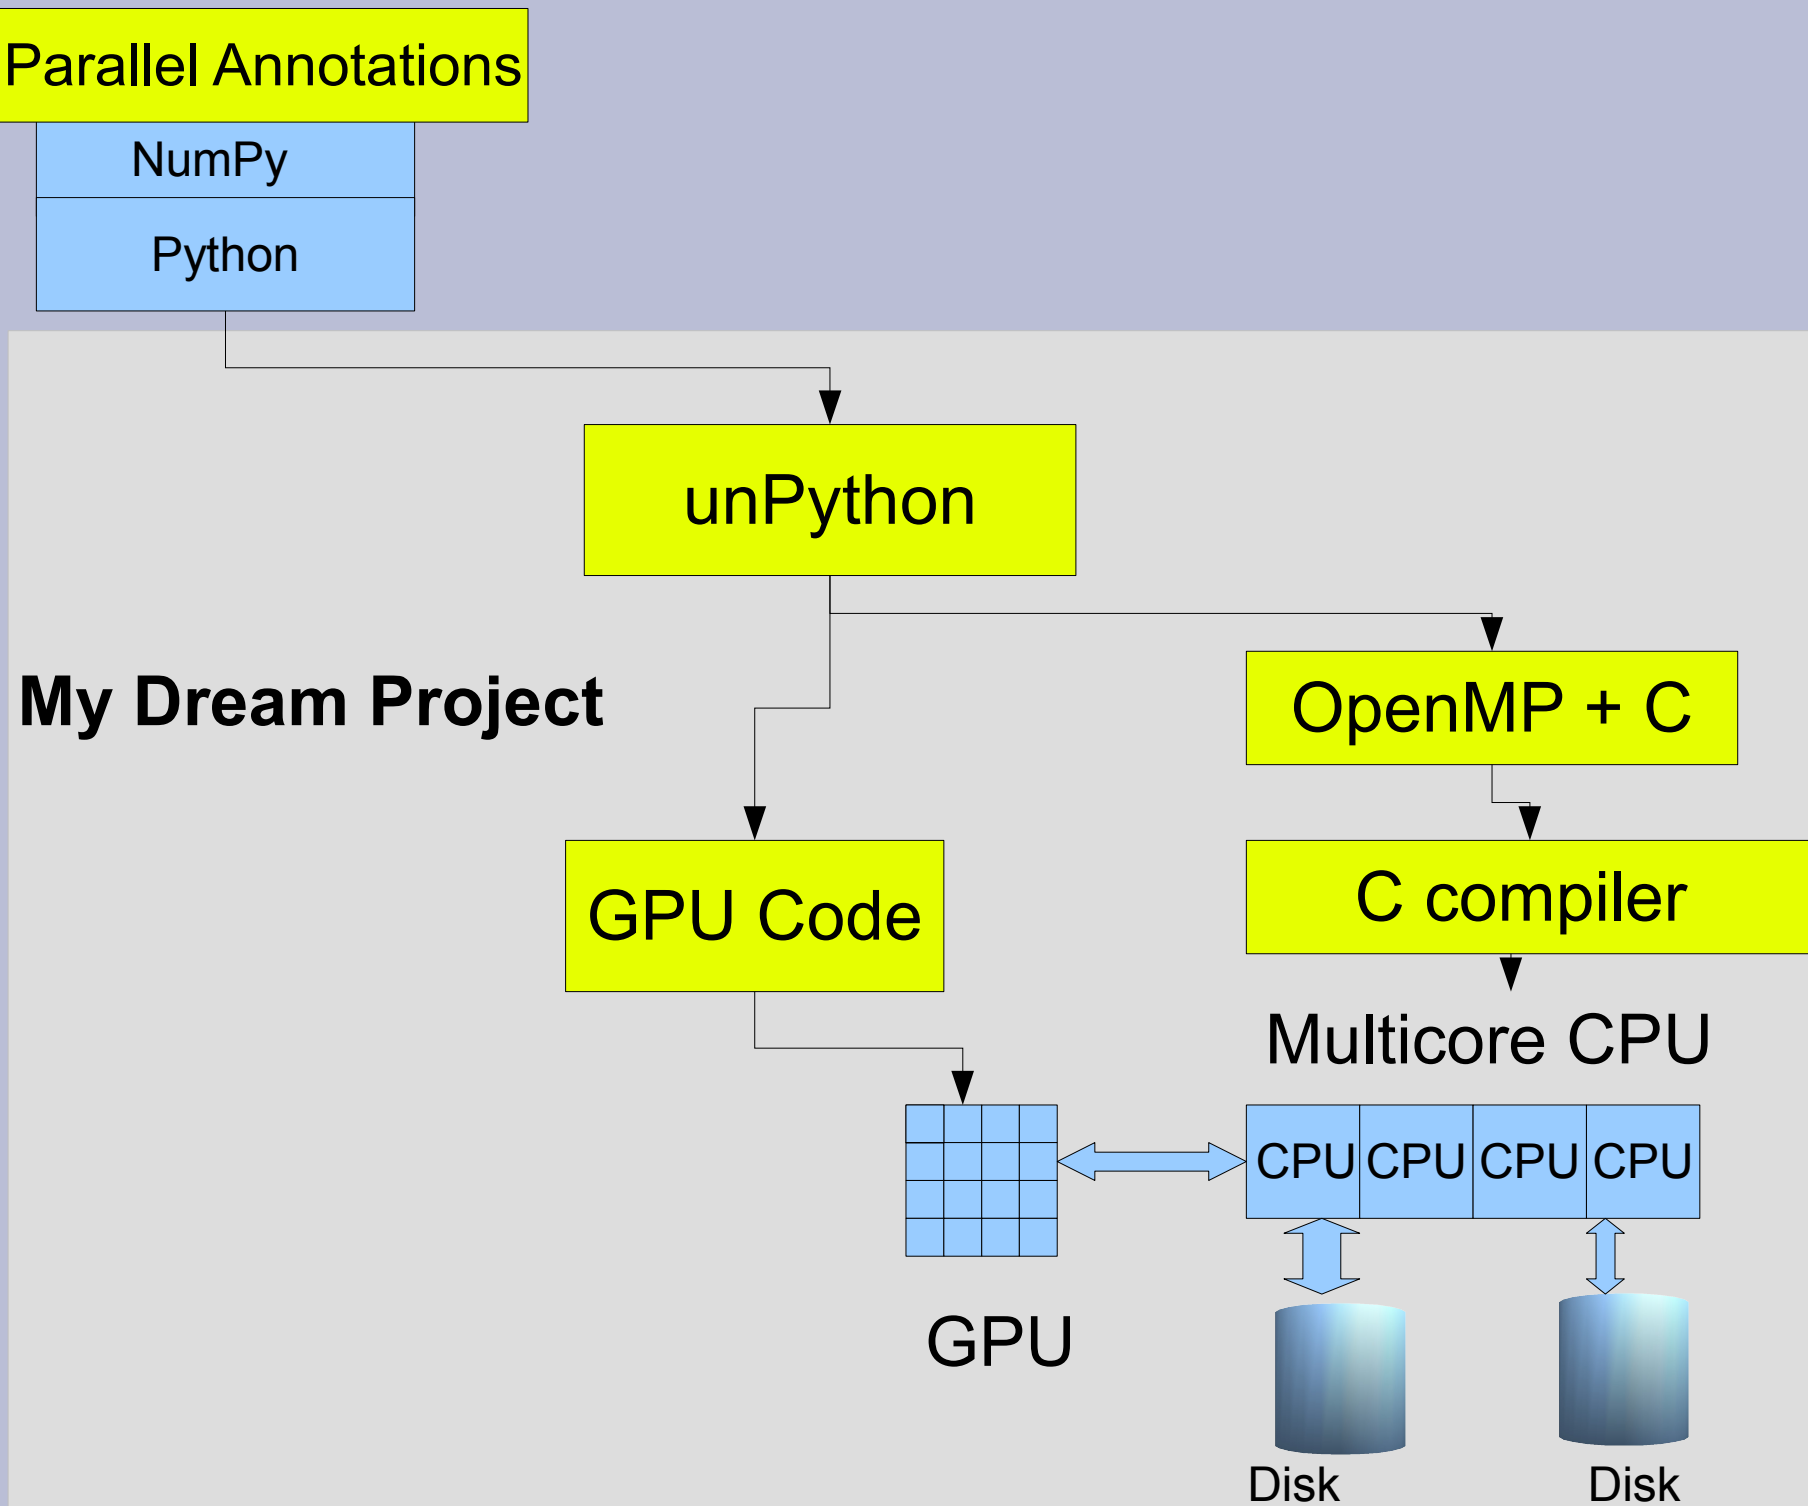 Parallel Annotations
NumPy
Python
unPython
My Dream Project
OpenMP + C
GPU Code
C compiler
Multicore CPU
CPU CPU CPU CPU
GPU
Disk Disk